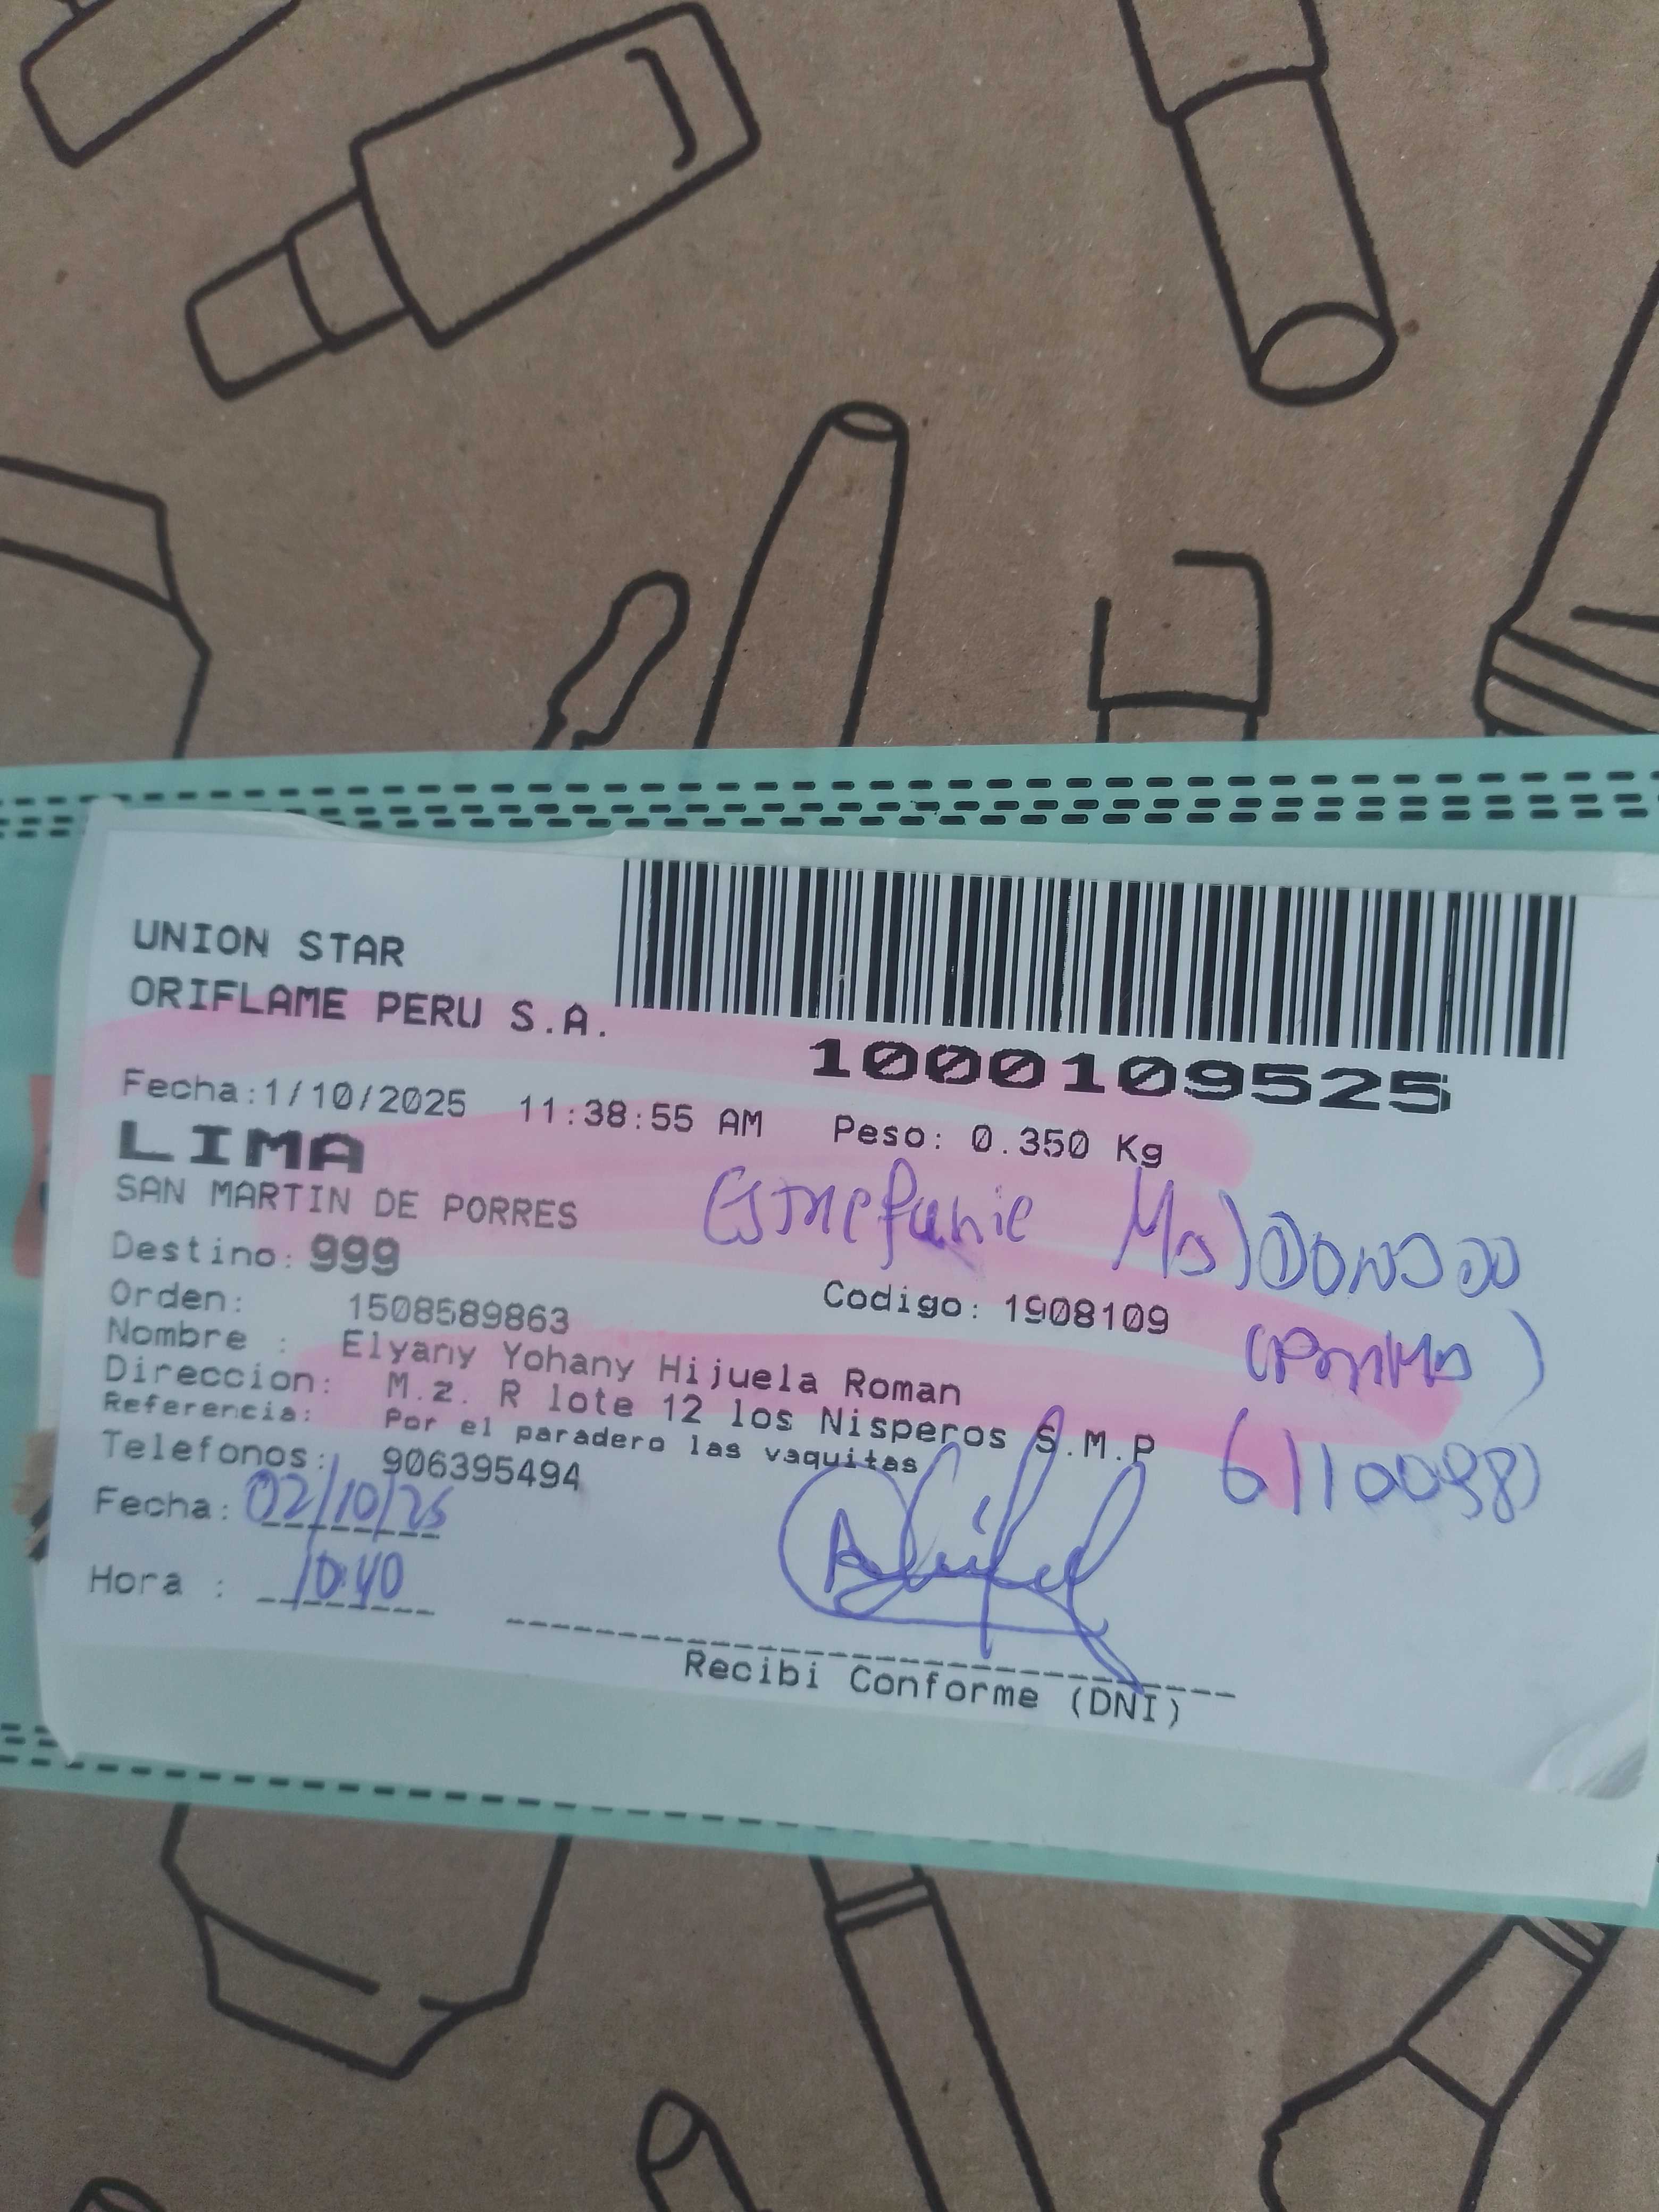 UNION STAR
ORIFLAME PERU S.A.
1000109525
Fecha:1/10/2025 11:38:55 AM Peso: 0.350 Kg
LIMA
SAN MARTIN DE PORRES
Destino: 999
Orden: 1508589863 Codigo: 1908109
Nombre : Elyany Yohany Hijuela Roman
Direccion: M.z. R lote 12 los Nisperos S.M.P
Referencia: Por el paradero las vaquitas
Telefonos: 906395494
Fecha: 02/10/25
Hora : 10:40
Recibi Conforme (DNI)